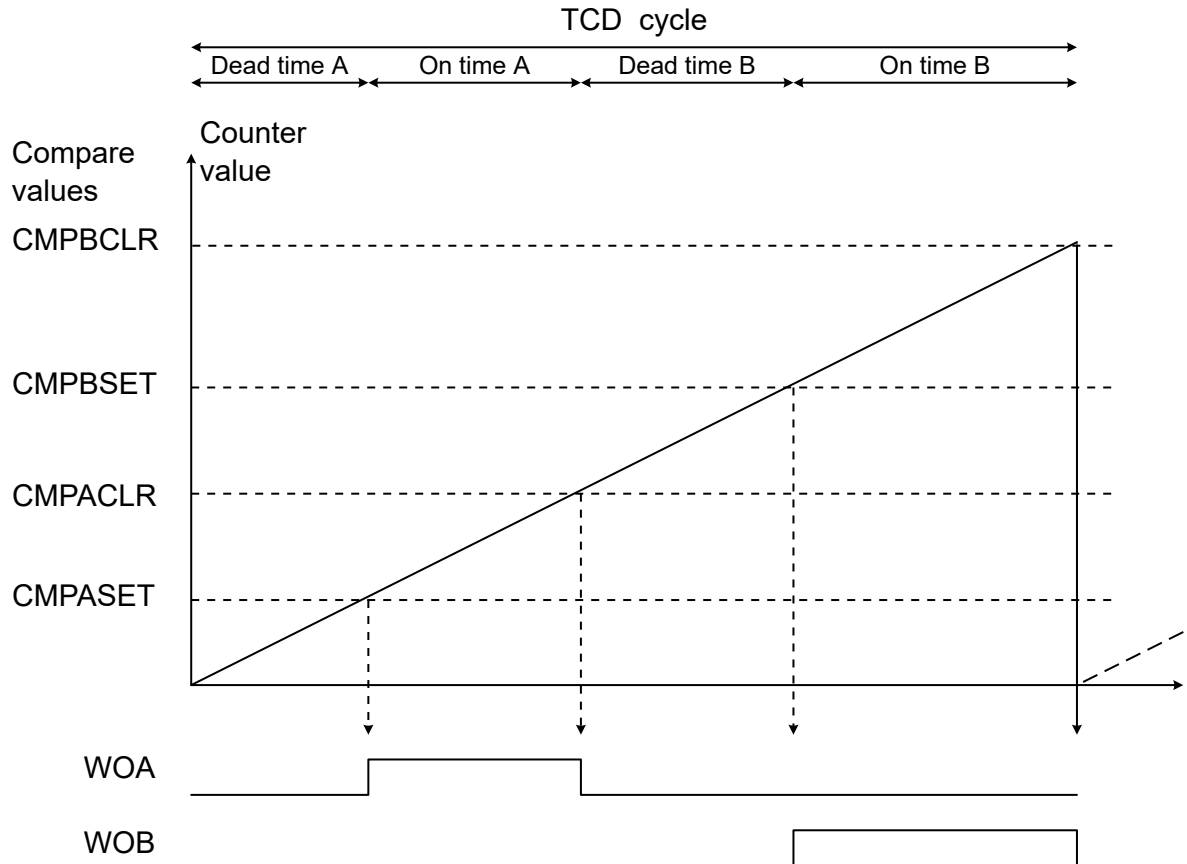 TCD cycle
Dead time A On time A Dead time B On time B
Counter
value
Compare
values
CMPBCLR
CMPBSET
CMPACLR
CMPASET
WOA
WOB